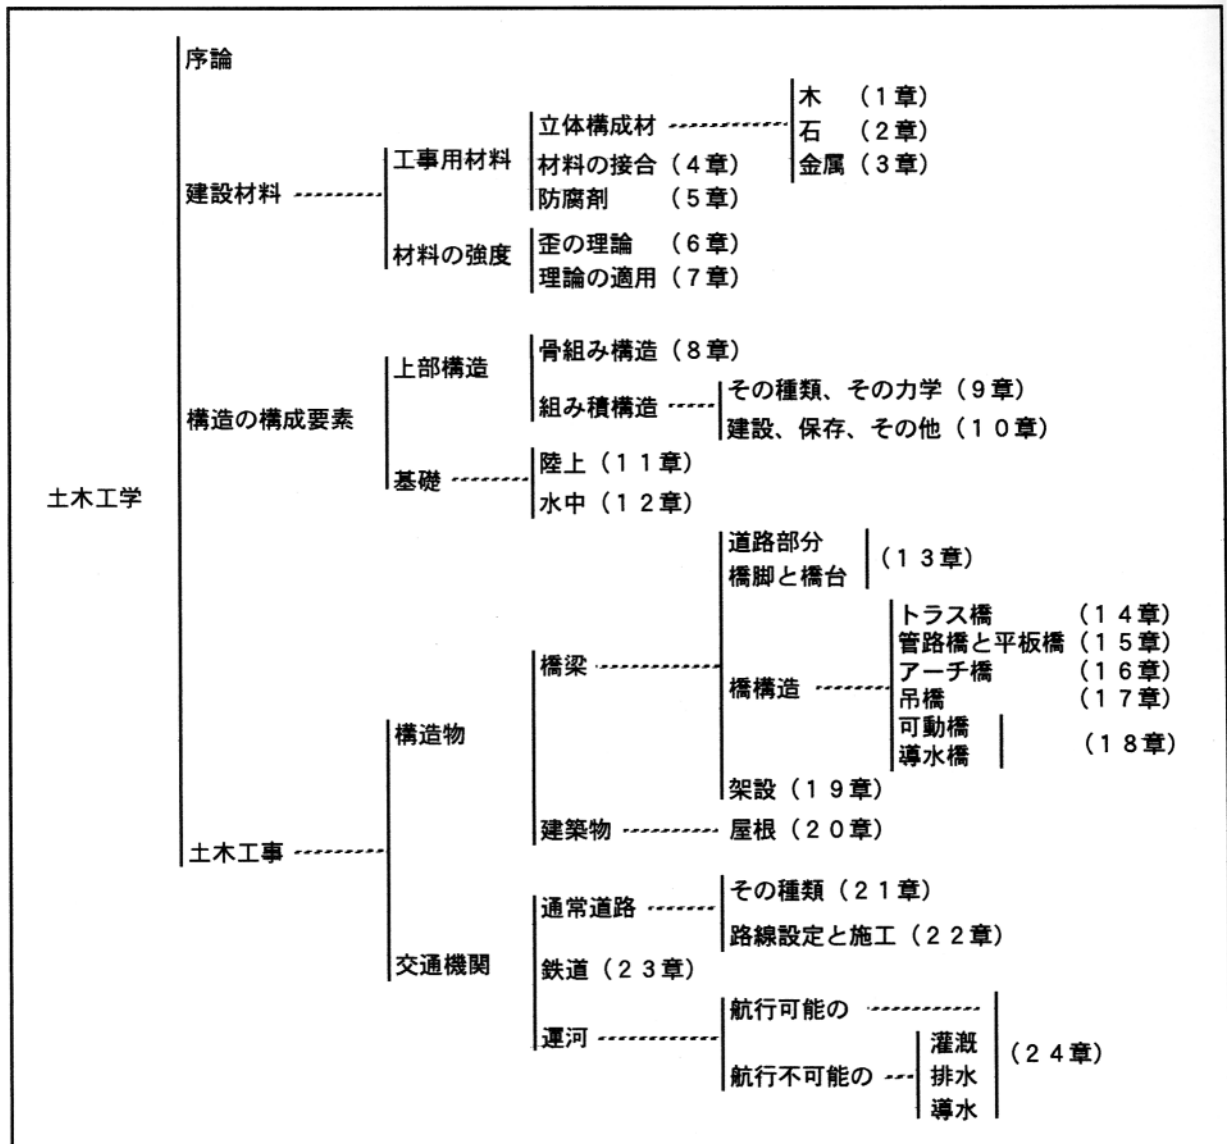 序論
木 （１章）
立体構成材
石 （２章）
工事用材料
材料の接合（４章）
金属（３章）
建設材料
防腐剤 （５章）
材料の強度
歪の理論 （６章）
理論の適用（７章）
上部構造
骨組み構造（８章）
構造の構成要素
組み積構造
その種類、その力学（９章）
建設、保存、その他（１０章）
基礎
陸上（１１章）
水中（１２章）
土木工学
道路部分
橋脚と橋台
（１３章）
トラス橋 （１４章）
管路橋と平板橋（１５章）
橋梁
アーチ橋 （１６章）
橋構造
吊橋 （１７章）
構造物
可動橋
導水橋
（１８章）
架設（１９章）
建築物
屋根（２０章）
土木工事
通常道路
その種類（２１章）
路線設定と施工（２２章）
交通機関
鉄道（２３章）
航行可能の
運河
灌漑
（２４章）
航行不可能の
排水
導水